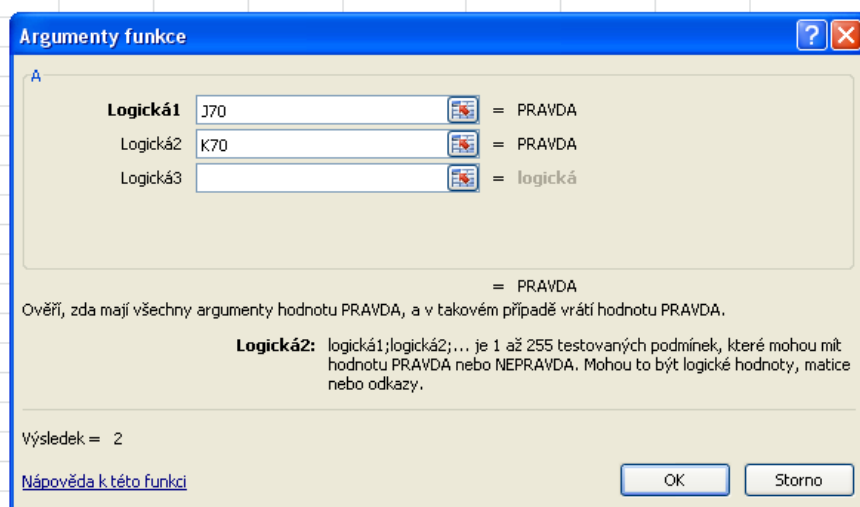 Argumenty funkce
A
Logická1 J70 = PRAVDA
Logická2 K70 = PRAVDA
Logická3 = logická
= PRAVDA
Ověří, zda mají všechny argumenty hodnotu PRAVDA, a v takovém případě vrátí hodnotu PRAVDA.
Logická2: logická1;logická2;... je 1 až 255 testovaných podmínek, které mohou mít
hodnotu PRAVDA nebo NEPRAVDA. Mohou to být logické hodnoty, matice
nebo odkazy.
Výsledek = 2
Nápověda k této funkci OK Storno